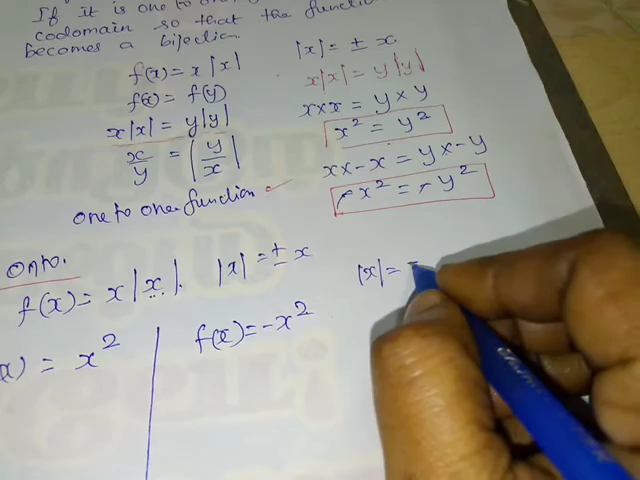 If it is one to one
codomain so that the function
becomes a bijection.
f(x) = x |x|
f(x) = f(y)
x|x| = y|y|
x/y = |y/x|
one to one function.
|x| = ± x
x|x| = y|y|
x × x = y × y
x² = y²
x × -x = y × -y
-x² = -y²
onto.
f(x) = x |x|. |x| = ± x
(x) = x²
f(x) = -x²
|x| =